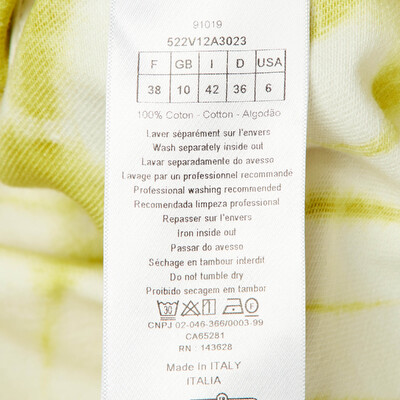 91019
522V12A3023
F GB I D USA
38 10 42 36 6
100% Coton - Cotton - Algodão
Laver séparément sur l'envers
Wash separately inside out
Lavar separadamente do avesso
Lavage par un professionnel recommande
Professional washing recommended
Recomendada limpeza profissional
Repasser sur l'envers
Iron inside out
Passar do avesso
Séchage en tambour interdit
Do not tumble dry
Proibido secagem em tambor
30 F
CNPJ 02-046-366/0003-99
CA65281
RN : 143628
Made in ITALY
ITALIA